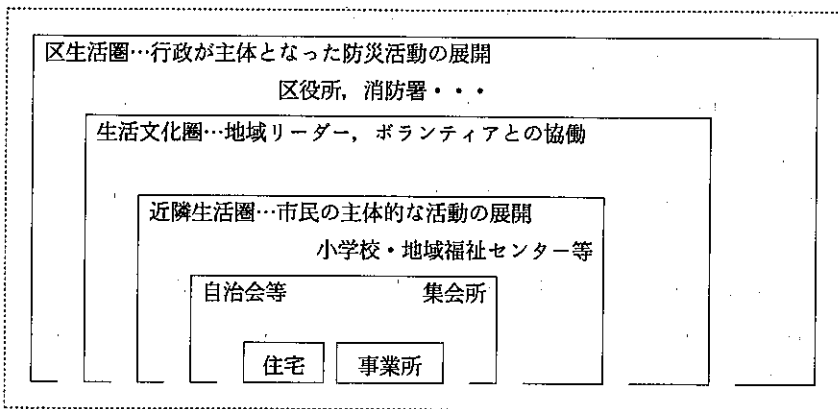 区生活圏…行政が主体となった防災活動の展開
区役所，消防署・・・
生活文化圏…地域リーダー，ボランティアとの協働
近隣生活圏…市民の主体的な活動の展開
小学校・地域福祉センター等
自治会等　集会所
住宅　事業所